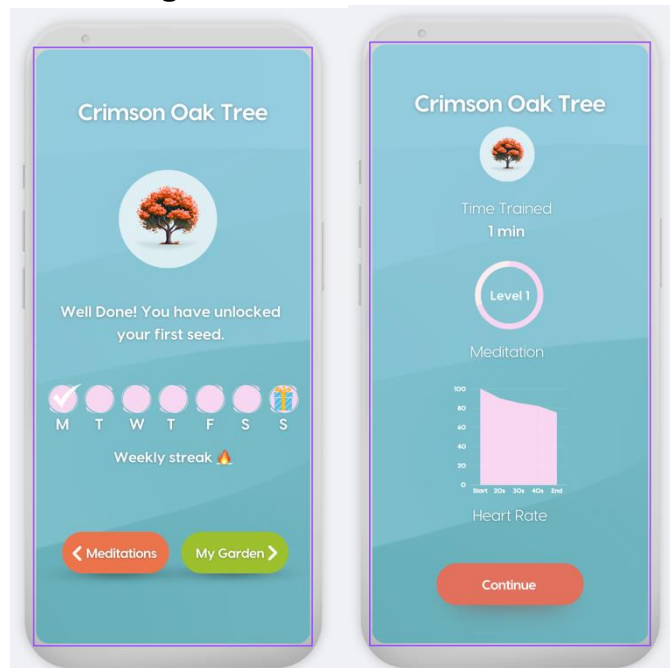 Crimson Oak Tree
Well Done! You have unlocked
your first seed.
M T W T F S S
Weekly streak 🔥
Meditations
My Garden
Crimson Oak Tree
Time Trained
1 min
Level 1
Meditation
100
80
60
40
20
0
Start 20s 30s 40s End
Heart Rate
Continue